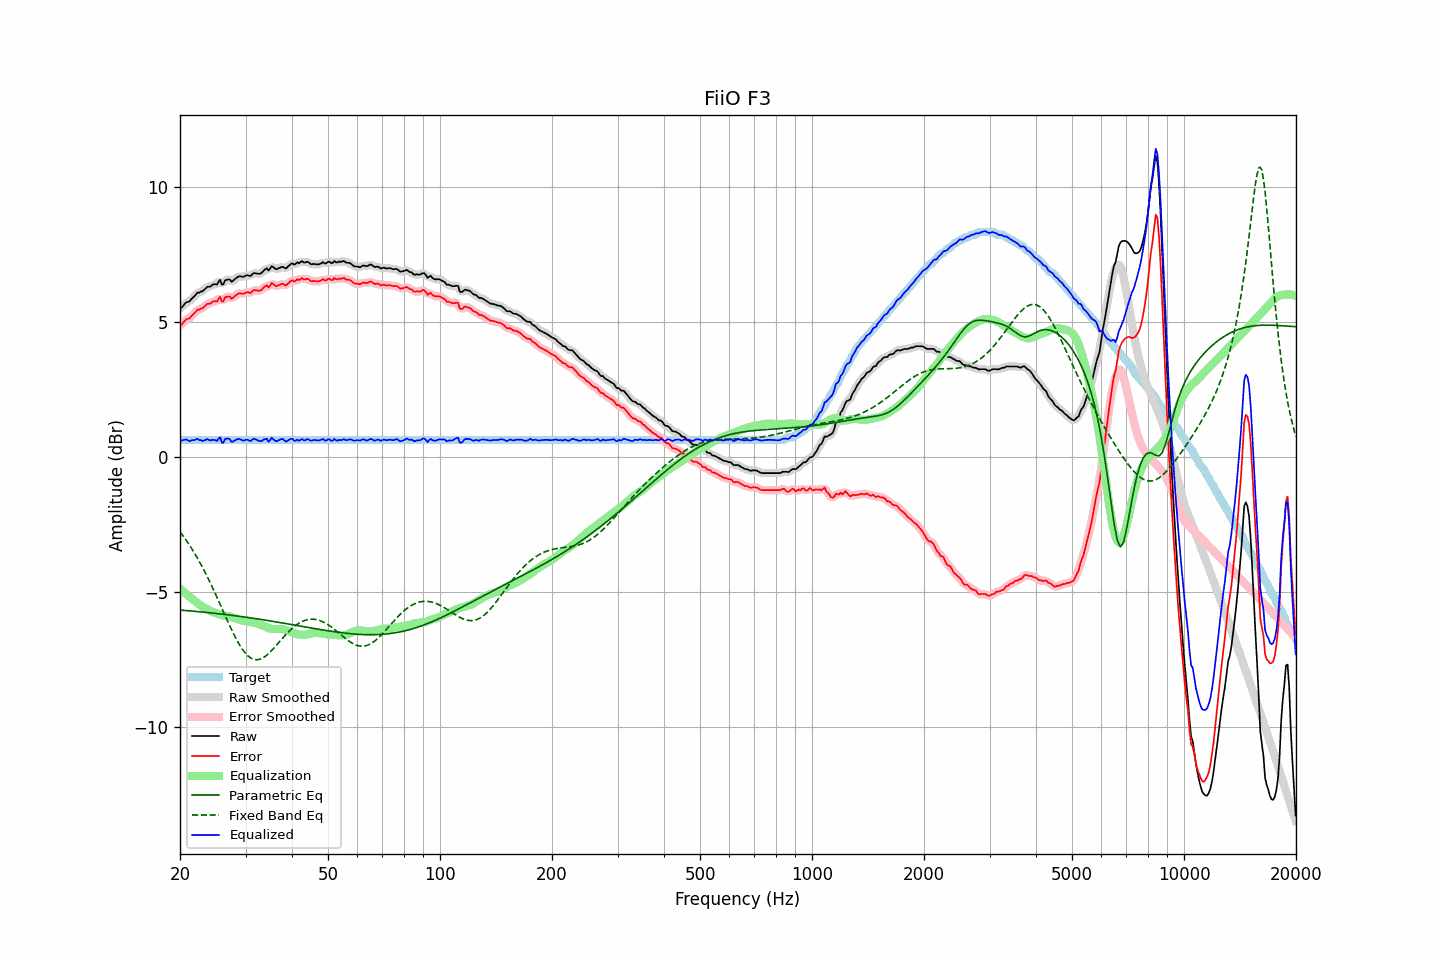 FiiO F3
Amplitude (dBr)
10
5
0
−5
−10
Target
Raw Smoothed
Error Smoothed
Raw
Error
Equalization
Parametric Eq
Fixed Band Eq
Equalized
20 50 100 200 500 1000 2000 5000 10000 20000
Frequency (Hz)